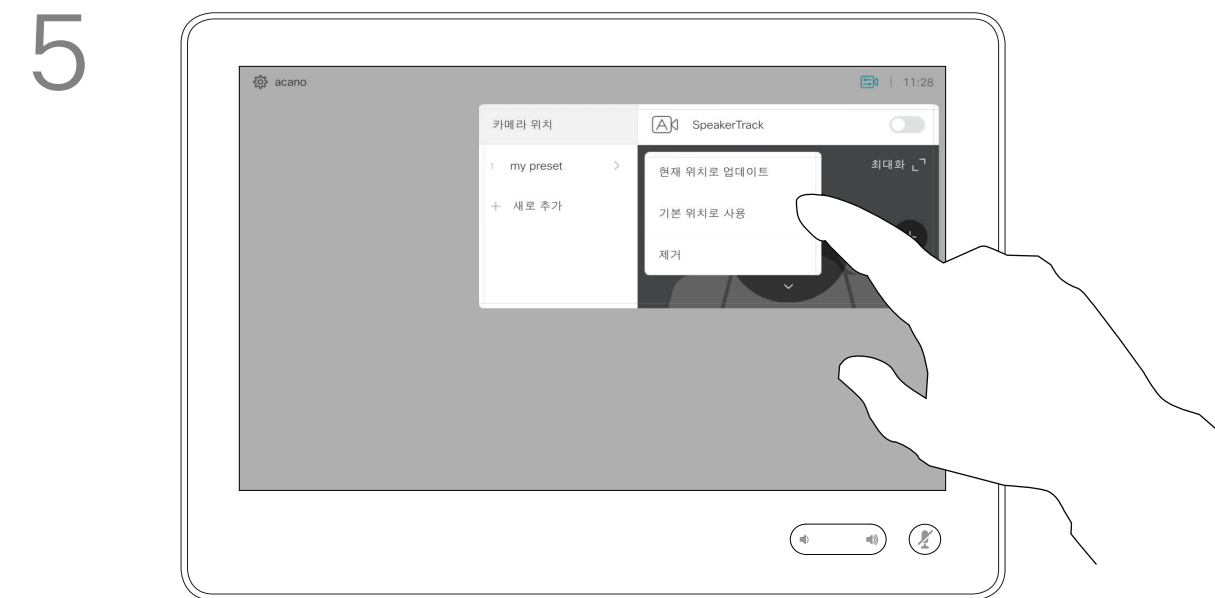 5
acano
11:28
카메라 위치
SpeakerTrack
1 my preset
현재 위치로 업데이트
최대화
+ 새로 추가
기본 위치로 사용
제거